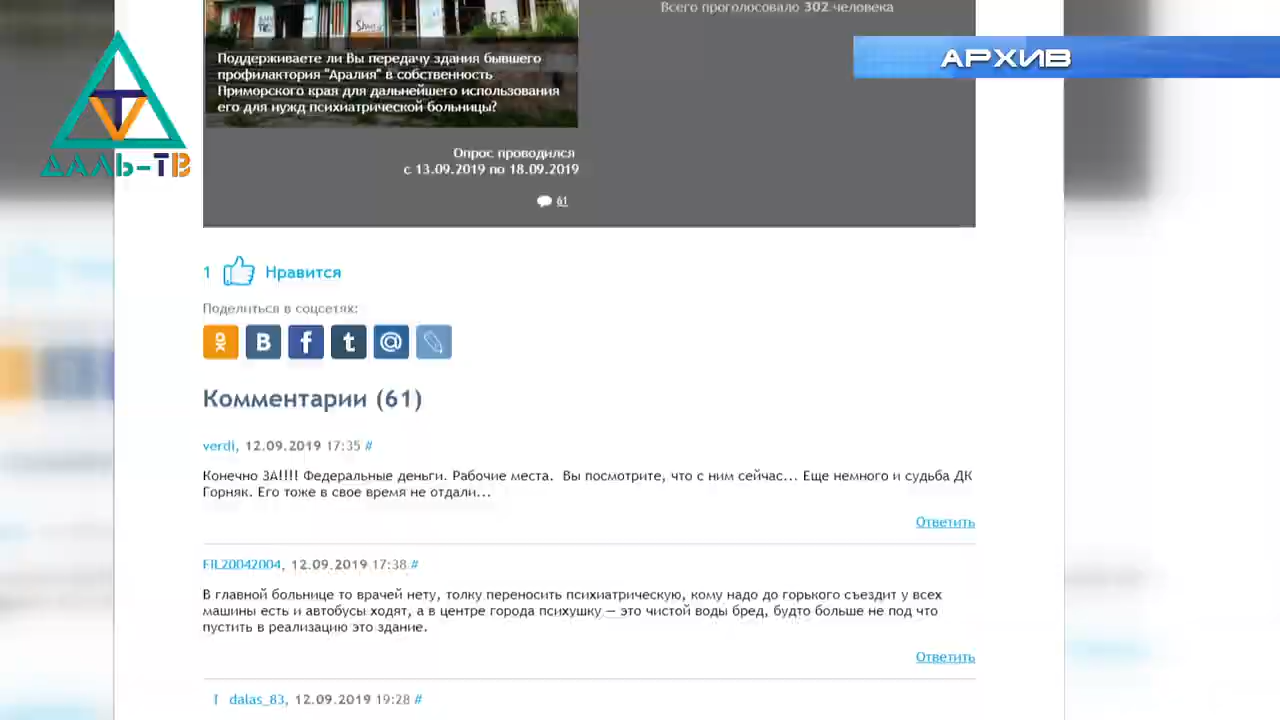 Всего проголосовало 302 человека
АРХИВ
ДАЛЬ-ТВ
Поддерживаете ли Вы передачу здания бывшего
профилактория "Аралия" в собственность
Приморского края для дальнейшего использования
его для нужд психиатрической больницы?
Опрос проводился
с 13.09.2019 по 18.09.2019
61
1 Нравится
Поделиться в соцсетях:
Комментарии (61)
verdi, 12.09.2019 17:35 #
Конечно ЗА!!!! Федеральные деньги. Рабочие места. Вы посмотрите, что с ним сейчас... Еще немного и судьба ДК
Горняк. Его тоже в свое время не отдали...
Ответить
FIL20042004, 12.09.2019 17:38 #
В главной больнице то врачей нету, толку переносить психиатрическую, кому надо до горького съездит у всех
машины есть и автобусы ходят, а в центре города психушку — это чистой воды бред, будто больше не под что
пустить в реализацию это здание.
Ответить
dalas_83, 12.09.2019 19:28 #